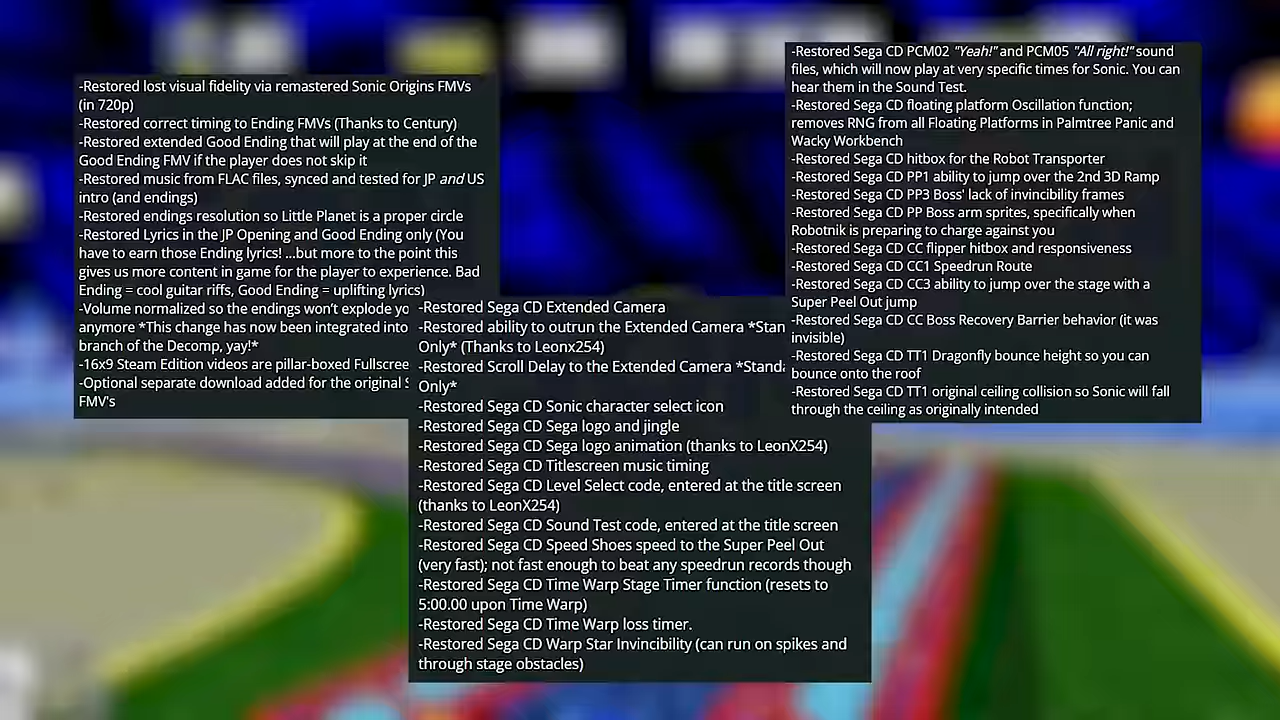 -Restored lost visual fidelity via remastered Sonic Origins FMVs
(in 720p)
-Restored correct timing to Ending FMVs (Thanks to Century)
-Restored extended Good Ending that will play at the end of the
Good Ending FMV if the player does not skip it
-Restored music from FLAC files, synced and tested for JP and US
intro (and endings)
-Restored endings resolution so Little Planet is a proper circle
-Restored Lyrics in the JP Opening and Good Ending only (You
have to earn those Ending lyrics! ...but more to the point this
gives us more content in game for the player to experience. Bad
Ending = cool guitar riffs, Good Ending = uplifting lyrics)
-Volume normalized so the endings won't explode yo
anymore *This change has now been integrated into
branch of the Decomp, yay!*
-16x9 Steam Edition videos are pillar-boxed Fullscree
-Optional separate download added for the original
FMV's
-Restored Sega CD Extended Camera
-Restored ability to outrun the Extended Camera *Stan
Only* (Thanks to Leonx254)
-Restored Scroll Delay to the Extended Camera *Standa
Only*
-Restored Sega CD Sonic character select icon
-Restored Sega CD Sega logo and jingle
-Restored Sega CD Sega logo animation (thanks to LeonX254)
-Restored Sega CD Titlescreen music timing
-Restored Sega CD Level Select code, entered at the title screen
(thanks to LeonX254)
-Restored Sega CD Sound Test code, entered at the title screen
-Restored Sega CD Speed Shoes speed to the Super Peel Out
(very fast); not fast enough to beat any speedrun records though
-Restored Sega CD Time Warp Stage Timer function (resets to
5:00.00 upon Time Warp)
-Restored Sega CD Time Warp loss timer.
-Restored Sega CD Warp Star Invincibility (can run on spikes and
through stage obstacles)
-Restored Sega CD PCM02 "Yeah!" and PCM05 "All right!" sound
files, which will now play at very specific times for Sonic. You can
hear them in the Sound Test.
-Restored Sega CD floating platform Oscillation function;
removes RNG from all Floating Platforms in Palmtree Panic and
Wacky Workbench
-Restored Sega CD hitbox for the Robot Transporter
-Restored Sega CD PP1 ability to jump over the 2nd 3D Ramp
-Restored Sega CD PP3 Boss' lack of invincibility frames
-Restored Sega CD PP Boss arm sprites, specifically when
Robotnik is preparing to charge against you
-Restored Sega CD CC flipper hitbox and responsiveness
-Restored Sega CD CC1 Speedrun Route
-Restored Sega CD CC3 ability to jump over the stage with a
Super Peel Out jump
-Restored Sega CD CC Boss Recovery Barrier behavior (it was
invisible)
-Restored Sega CD TT1 Dragonfly bounce height so you can
bounce onto the roof
-Restored Sega CD TT1 original ceiling collision so Sonic will fall
through the ceiling as originally intended